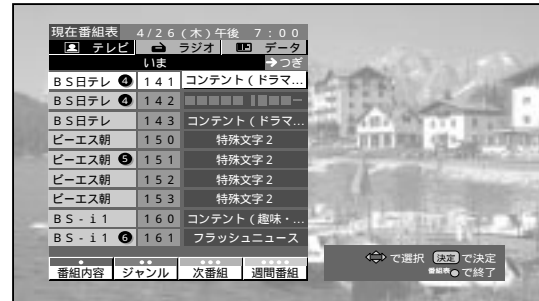 現在番組表 4/26(木)午後 7:00
テレビ ラジオ データ
いま つぎ
BS日テレ 4 141 コンテント(ドラマ...
BS日テレ 4 142
BS日テレ 143 コンテント(ドラマ...
ビーエス朝 150 特殊文字2
ビーエス朝 5 151 特殊文字2
ビーエス朝 152 特殊文字2
ビーエス朝 153 特殊文字2
BS-i1 160 コンテント(趣味・...
BS-i1 6 161 フラッシュニュース
番組内容 ジャンル 次番組 週間番組
で選択 決定 で決定
番組表 で終了